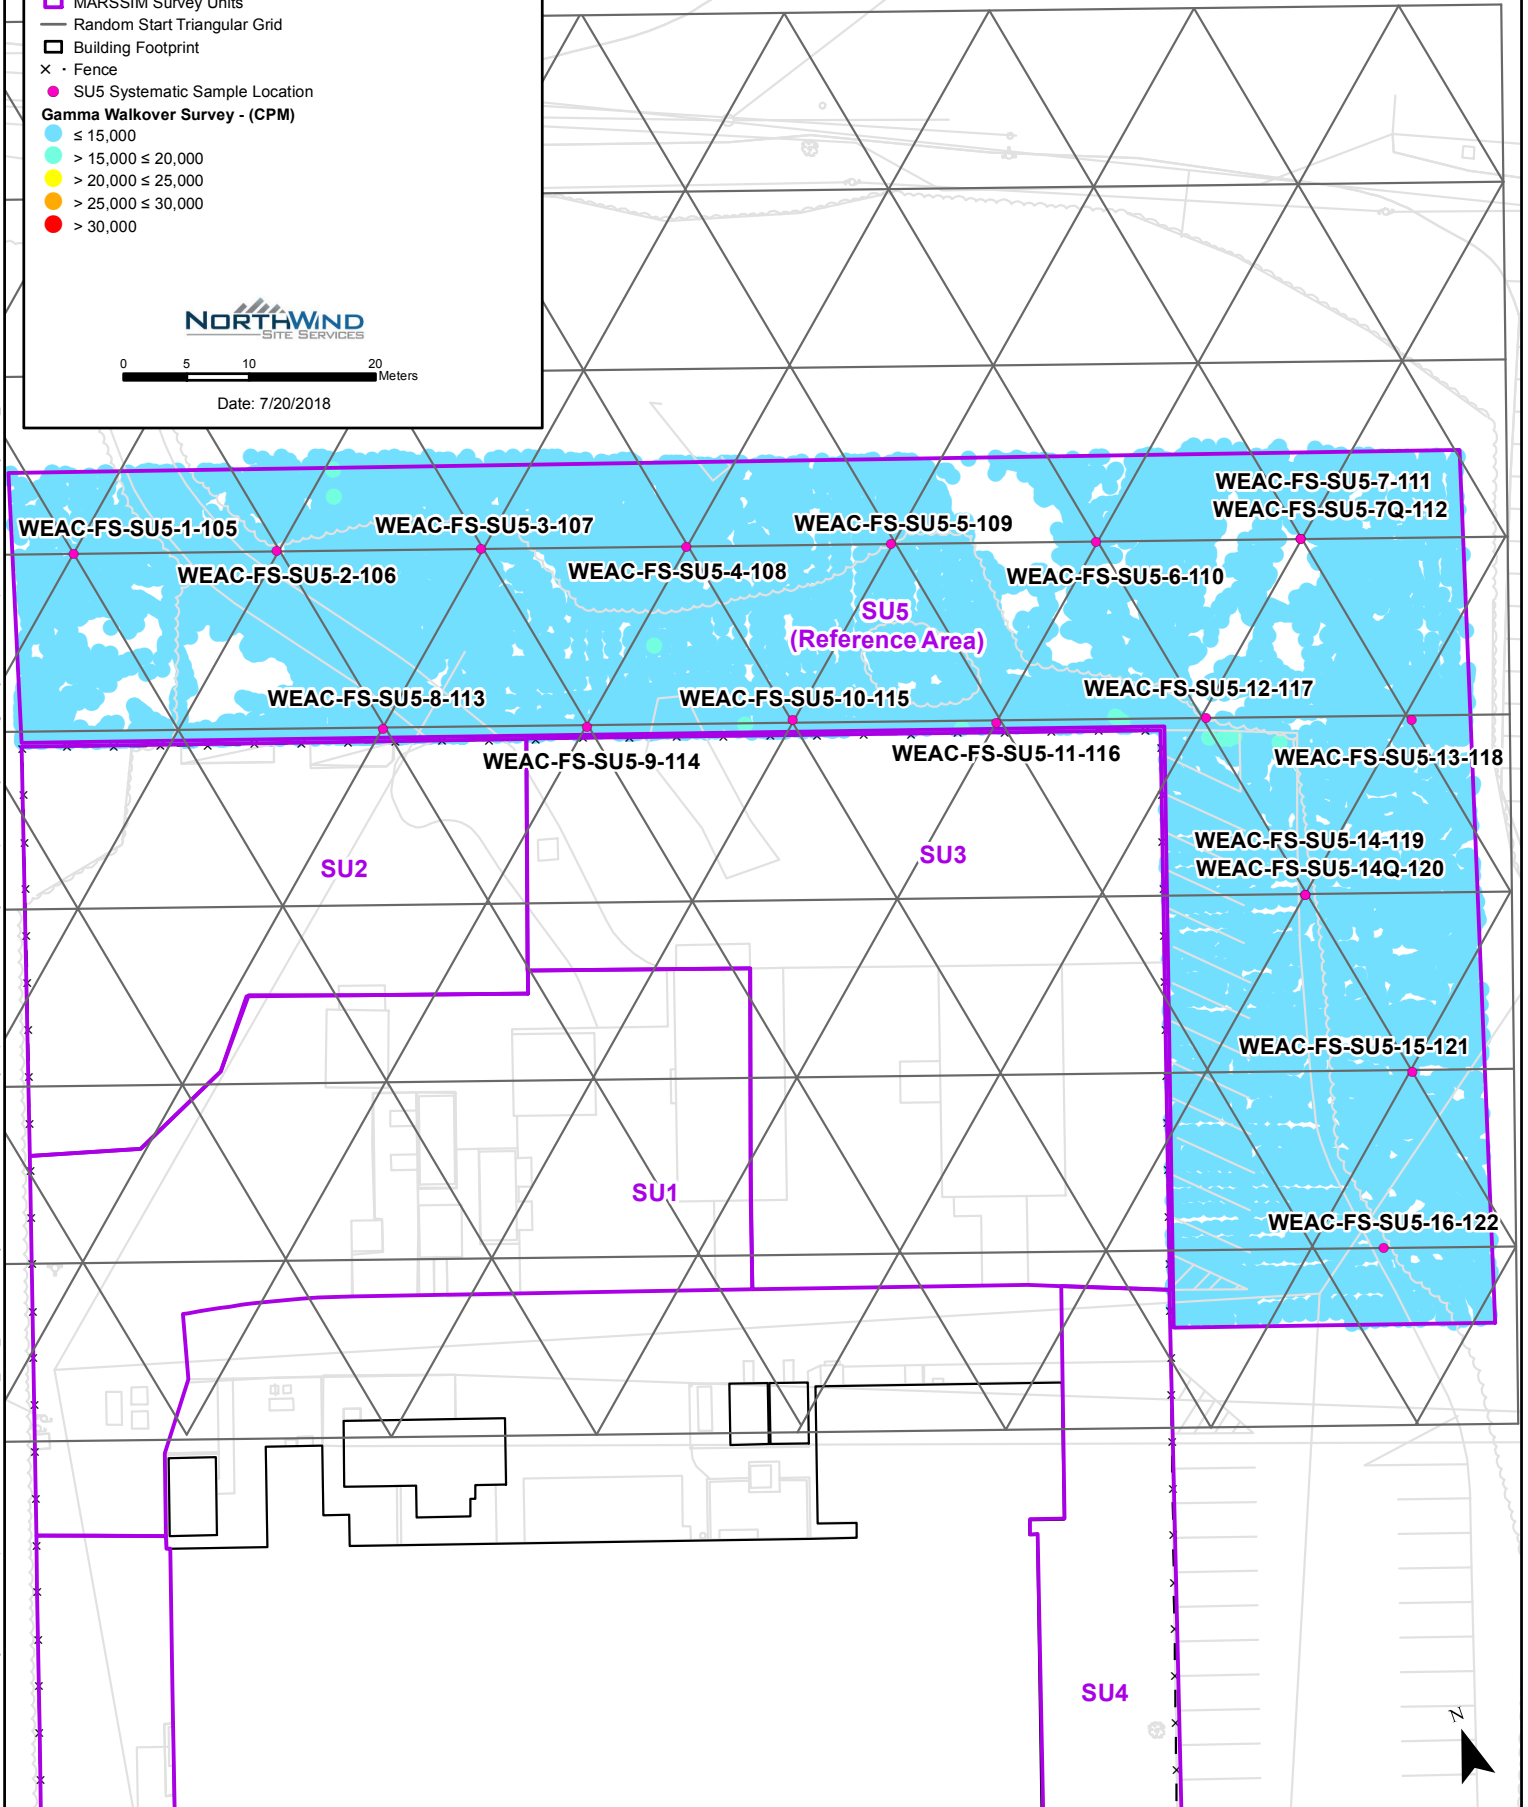 MARSSIM Survey Units
Random Start Triangular Grid
Building Footprint
Fence
SU5 Systematic Sample Location
Gamma Walkover Survey - (CPM)
≤ 15,000
> 15,000 ≤ 20,000
> 20,000 ≤ 25,000
> 25,000 ≤ 30,000
> 30,000
NORTHWIND
SITE SERVICES
0 5 10 20
Meters
Date: 7/20/2018
WEAC-FS-SU5-7-111
WEAC-FS-SU5-7Q-112
WEAC-FS-SU5-1-105
WEAC-FS-SU5-3-107
WEAC-FS-SU5-5-109
WEAC-FS-SU5-2-106
WEAC-FS-SU5-4-108
WEAC-FS-SU5-6-110
SU5
(Reference Area)
WEAC-FS-SU5-8-113
WEAC-FS-SU5-10-115
WEAC-FS-SU5-12-117
WEAC-FS-SU5-9-114
WEAC-FS-SU5-11-116
WEAC-FS-SU5-13-118
SU2
SU3
WEAC-FS-SU5-14-119
WEAC-FS-SU5-14Q-120
WEAC-FS-SU5-15-121
SU1
WEAC-FS-SU5-16-122
SU4
N